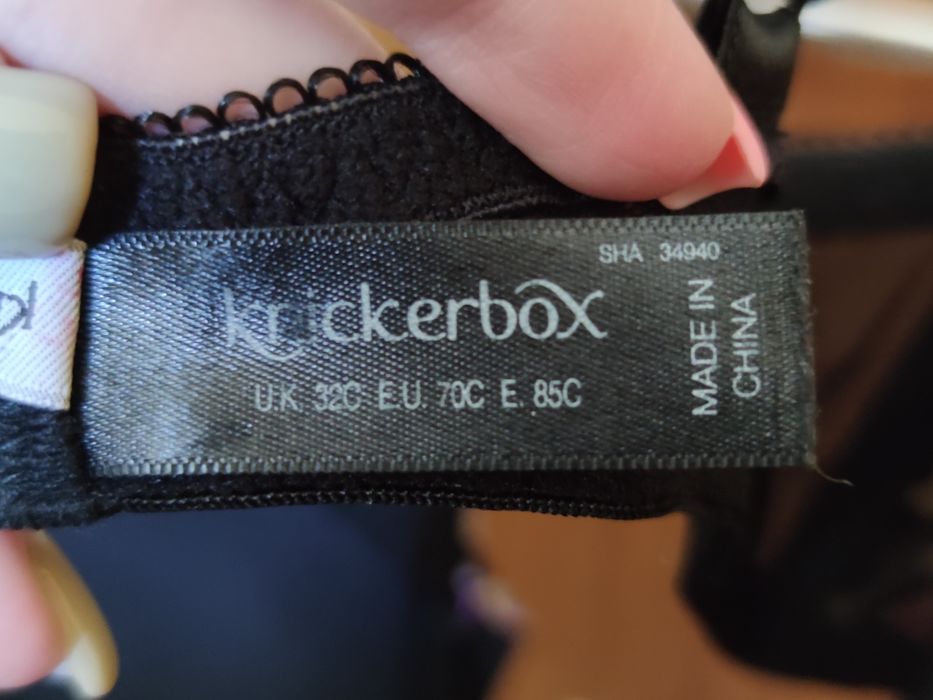 SHA 34940
knickerbox
U.K. 32C E.U. 70C E. 85C
MADE IN
CHINA